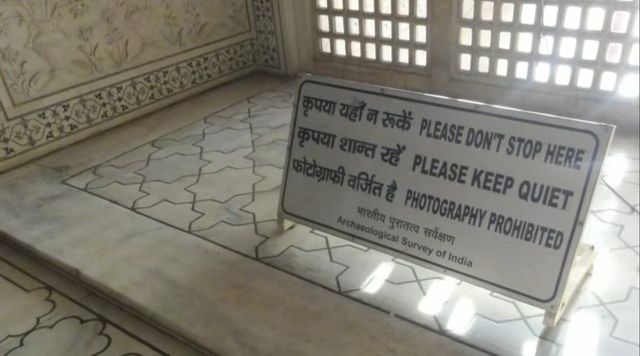 कृपया यहाँ न रूकें PLEASE DON'T STOP HERE
कृपया शान्त रहें PLEASE KEEP QUIET
फोटोग्राफी वर्जित है PHOTOGRAPHY PROHIBITED
भारतीय पुरातत्व सर्वेक्षण
Archaeological Survey of India